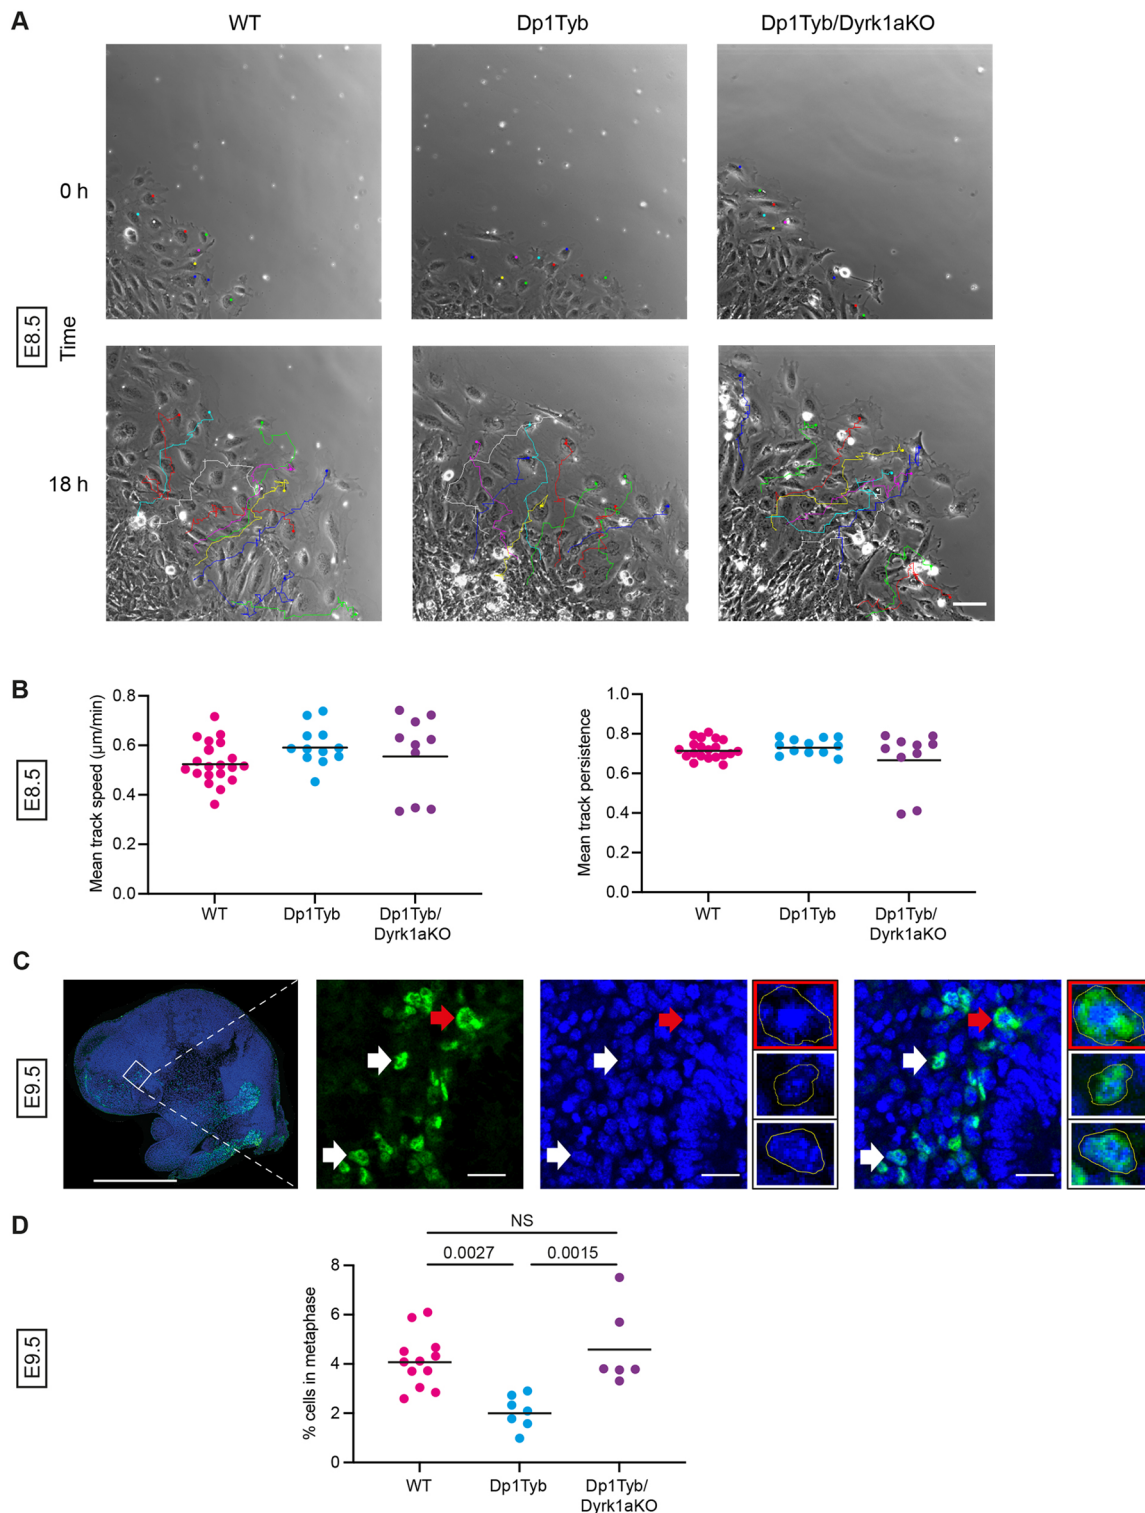 A
WT
Dp1Tyb
Dp1Tyb/Dyrk1aKO
0 h
E8.5
Time
18 h
B
E8.5
Mean track speed (µm/min)
0.8
0.6
0.4
0.2
0.0
WT
Dp1Tyb
Dp1Tyb/
Dyrk1aKO
Mean track persistence
1.0
0.8
0.6
0.4
0.2
0.0
WT
Dp1Tyb
Dp1Tyb/
Dyrk1aKO
C
E9.5
D
E9.5
NS
0.0027
0.0015
% cells in metaphase
8
6
4
2
0
WT
Dp1Tyb
Dp1Tyb/
Dyrk1aKO